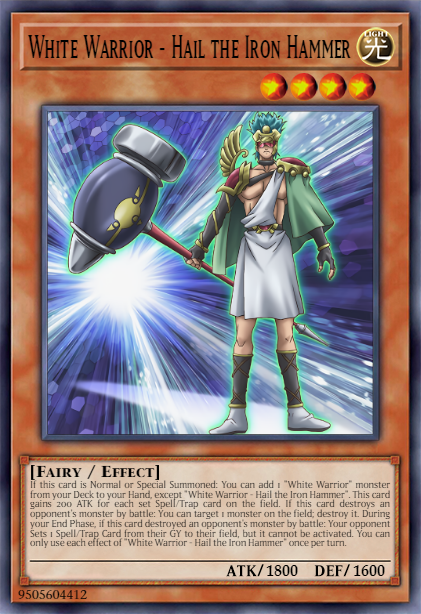 White Warrior - Hail the Iron Hammer
LIGHT
光
[Fairy / Effect]
If this card is Normal or Special Summoned: You can add 1 "White Warrior" monster
from your Deck to your Hand, except "White Warrior - Hail the Iron Hammer". This card
gains 200 ATK for each set Spell/Trap card on the field. If this card destroys an
opponent's monster by battle: You can target 1 monster on the field; destroy it. During
your End Phase, if this card destroyed an opponent's monster by battle: Your opponent
Sets 1 Spell/Trap Card from their GY to their field, but it cannot be activated. You can
only use each effect of "White Warrior - Hail the Iron Hammer" once per turn.
ATK/1800 DEF/1600
9505604412